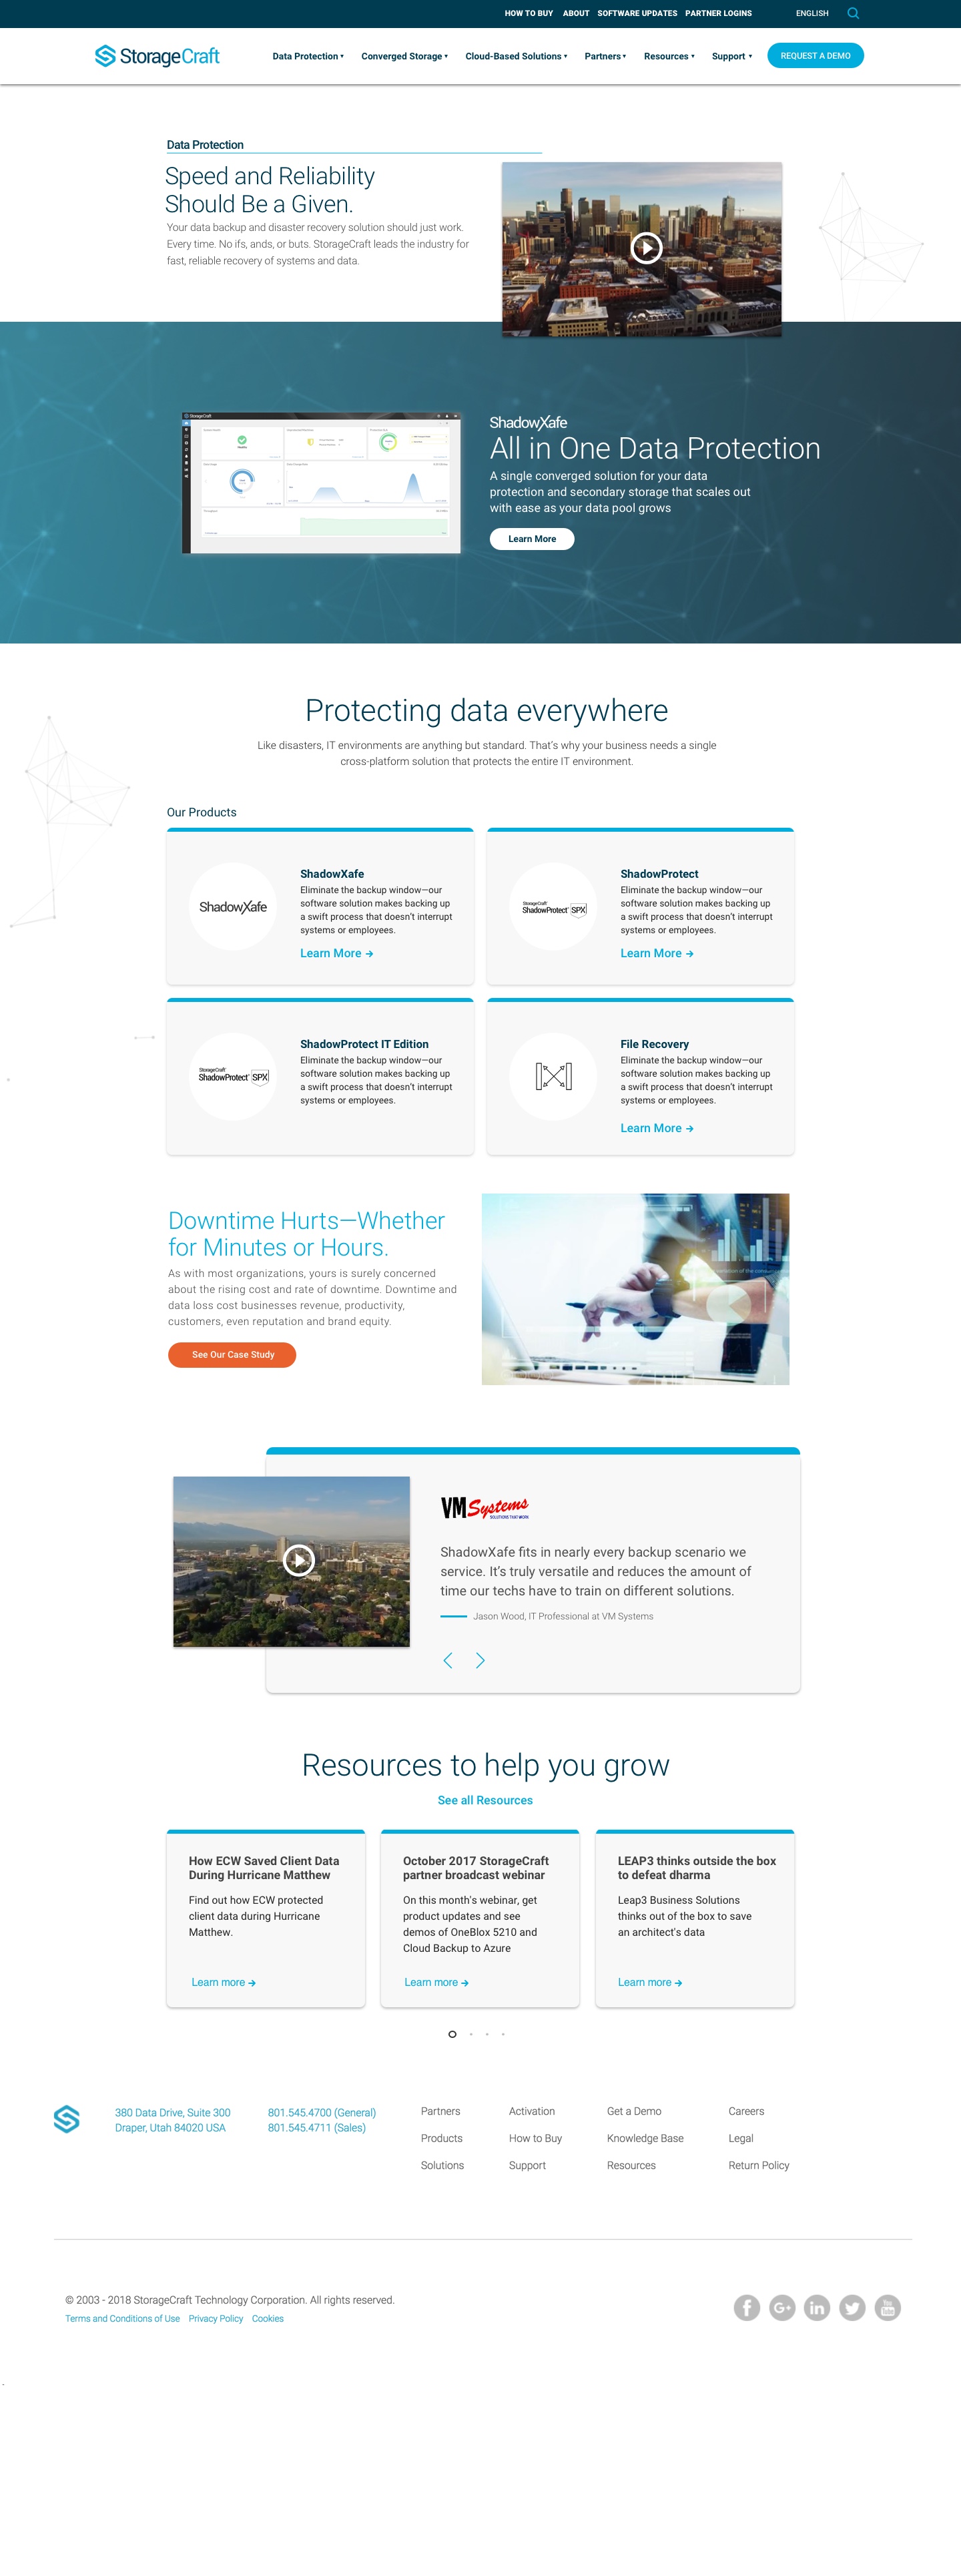 HOW TO BUY ABOUT SOFTWARE UPDATES PARTNER LOGINS ENGLISH
StorageCraft
Data Protection Converged Storage Cloud-Based Solutions Partners Resources Support REQUEST A DEMO
Data Protection
Speed and Reliability
Should Be a Given.
Your data backup and disaster recovery solution should just work.
Every time. No ifs, ands, or buts. StorageCraft leads the industry for
fast, reliable recovery of systems and data.
StorageCraft
ShadowXafe
All in One Data Protection
A single converged solution for your data
protection and secondary storage that scales out
with ease as your data pool grows
Learn More
Protecting data everywhere
Like disasters, IT environments are anything but standard. That's why your business needs a single
cross-platform solution that protects the entire IT environment.
Our Products
ShadowXafe
ShadowXafe
Eliminate the backup window—our
software solution makes backing up
a swift process that doesn't interrupt
systems or employees.
Learn More
StorageCraft
ShadowProtect SPX
ShadowProtect
Eliminate the backup window—our
software solution makes backing up
a swift process that doesn't interrupt
systems or employees.
Learn More
StorageCraft
ShadowProtect SPX
ShadowProtect IT Edition
Eliminate the backup window—our
software solution makes backing up
a swift process that doesn't interrupt
systems or employees.
File Recovery
Eliminate the backup window—our
software solution makes backing up
a swift process that doesn't interrupt
systems or employees.
Learn More
Downtime Hurts—Whether
for Minutes or Hours.
As with most organizations, yours is surely concerned
about the rising cost and rate of downtime. Downtime and
data loss cost businesses revenue, productivity,
customers, even reputation and brand equity.
See Our Case Study
VM Systems
SOLUTIONS THAT WORK
ShadowXafe fits in nearly every backup scenario we
service. It's truly versatile and reduces the amount of
time our techs have to train on different solutions.
Jason Wood, IT Professional at VM Systems
Resources to help you grow
See all Resources
How ECW Saved Client Data
During Hurricane Matthew
Find out how ECW protected
client data during Hurricane
Matthew.
Learn more
October 2017 StorageCraft
partner broadcast webinar
On this month's webinar, get
product updates and see
demos of OneBlox 5210 and
Cloud Backup to Azure
Learn more
LEAP3 thinks outside the box
to defeat dharma
Leap3 Business Solutions
thinks out of the box to save
an architect's data
Learn more
380 Data Drive, Suite 300
Draper, Utah 84020 USA
801.545.4700 (General)
801.545.4711 (Sales)
Partners Activation Get a Demo Careers
Products How to Buy Knowledge Base Legal
Solutions Support Resources Return Policy
© 2003 - 2018 StorageCraft Technology Corporation. All rights reserved.
Terms and Conditions of Use Privacy Policy Cookies